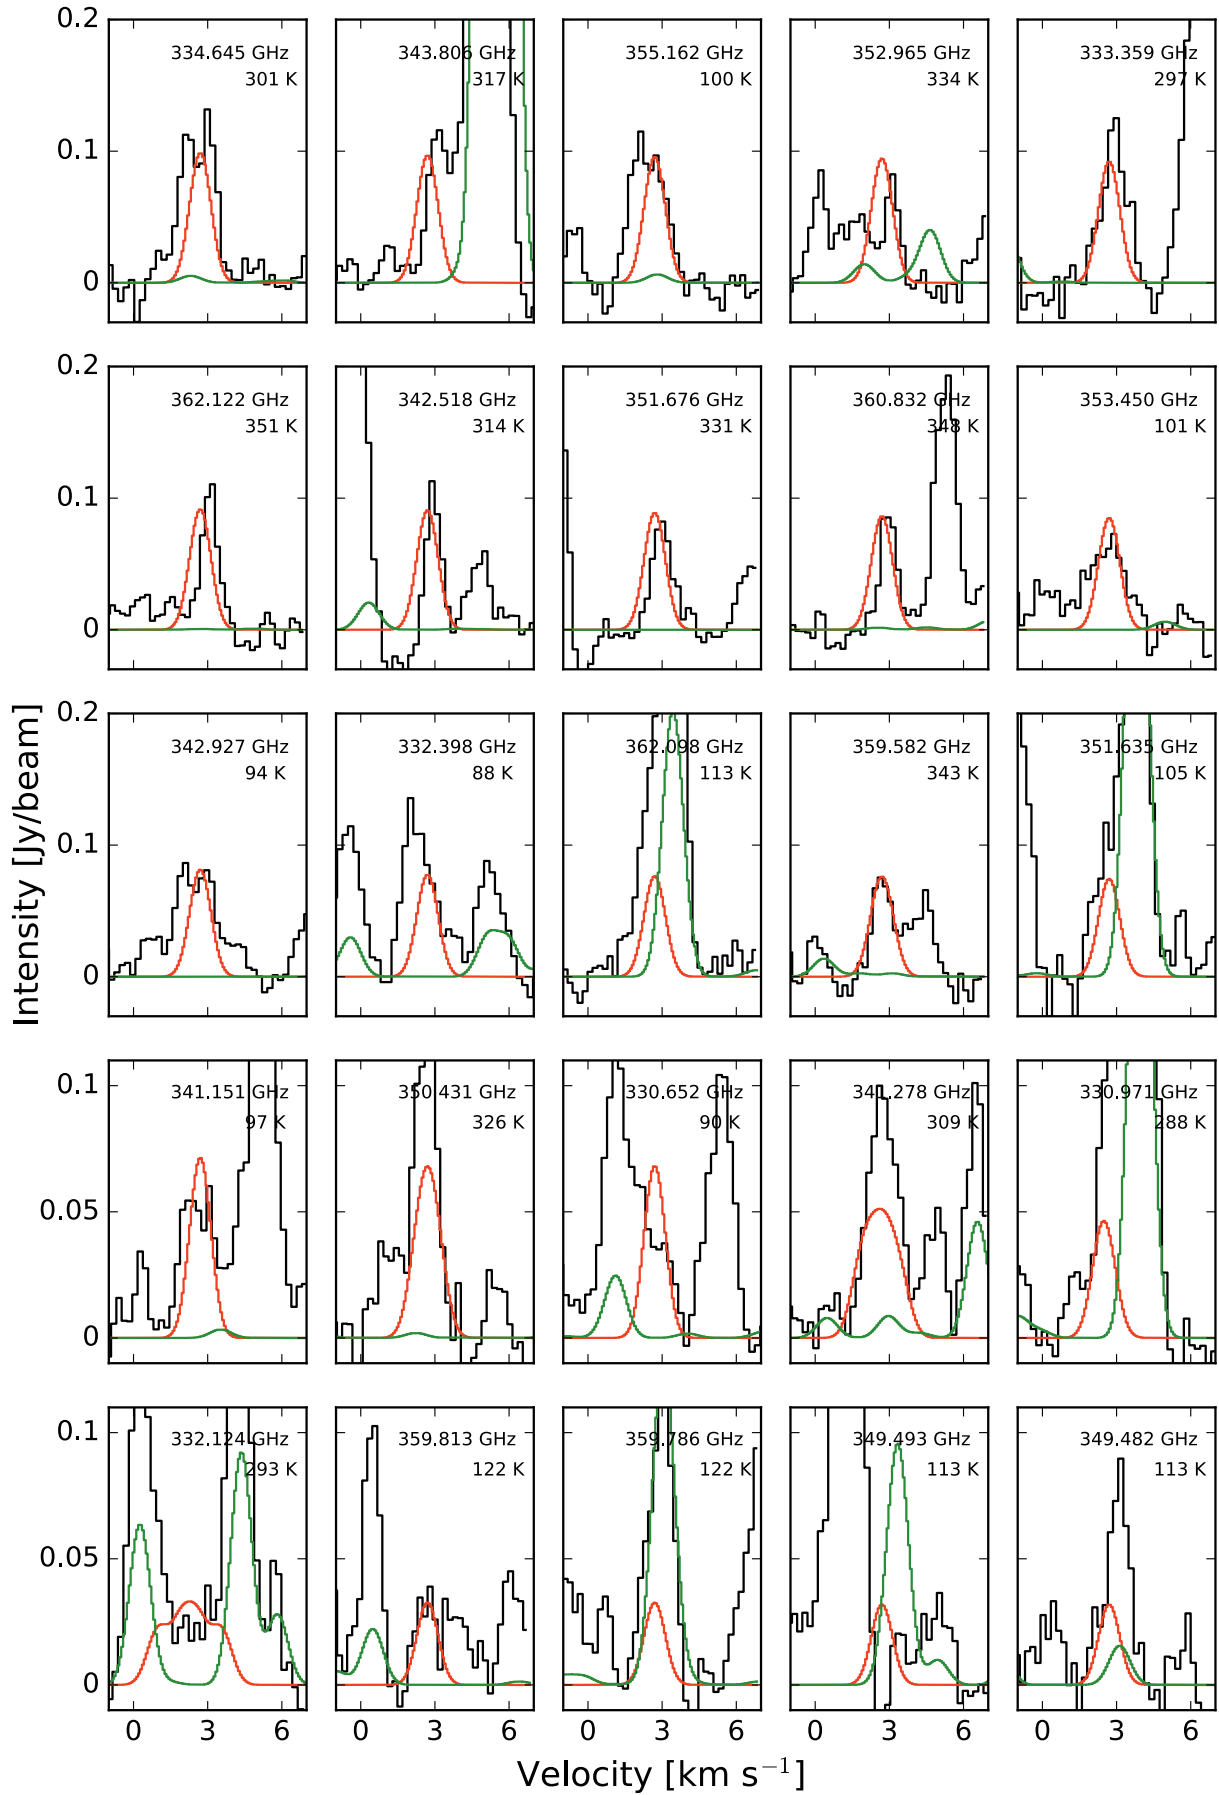 0.2
334.645 GHz
301 K
343.806 GHz
317 K
355.162 GHz
100 K
352.965 GHz
334 K
333.359 GHz
297 K
0.1
0
0.2
362.122 GHz
351 K
342.518 GHz
314 K
351.676 GHz
331 K
360.832 GHz
348 K
353.450 GHz
101 K
0.1
0
0.2
342.927 GHz
94 K
332.398 GHz
88 K
362.098 GHz
113 K
359.582 GHz
343 K
351.635 GHz
105 K
0.1
0
Intensity [Jy/beam]
0.1
341.151 GHz
97 K
350.431 GHz
326 K
330.652 GHz
90 K
341.278 GHz
309 K
330.971 GHz
288 K
0.05
0
0.1
332.124 GHz
293 K
359.813 GHz
122 K
359.786 GHz
122 K
349.493 GHz
113 K
349.482 GHz
113 K
0.05
0
0 3 6 0 3 6 0 3 6 0 3 6 0 3 6
Velocity [km s⁻¹]